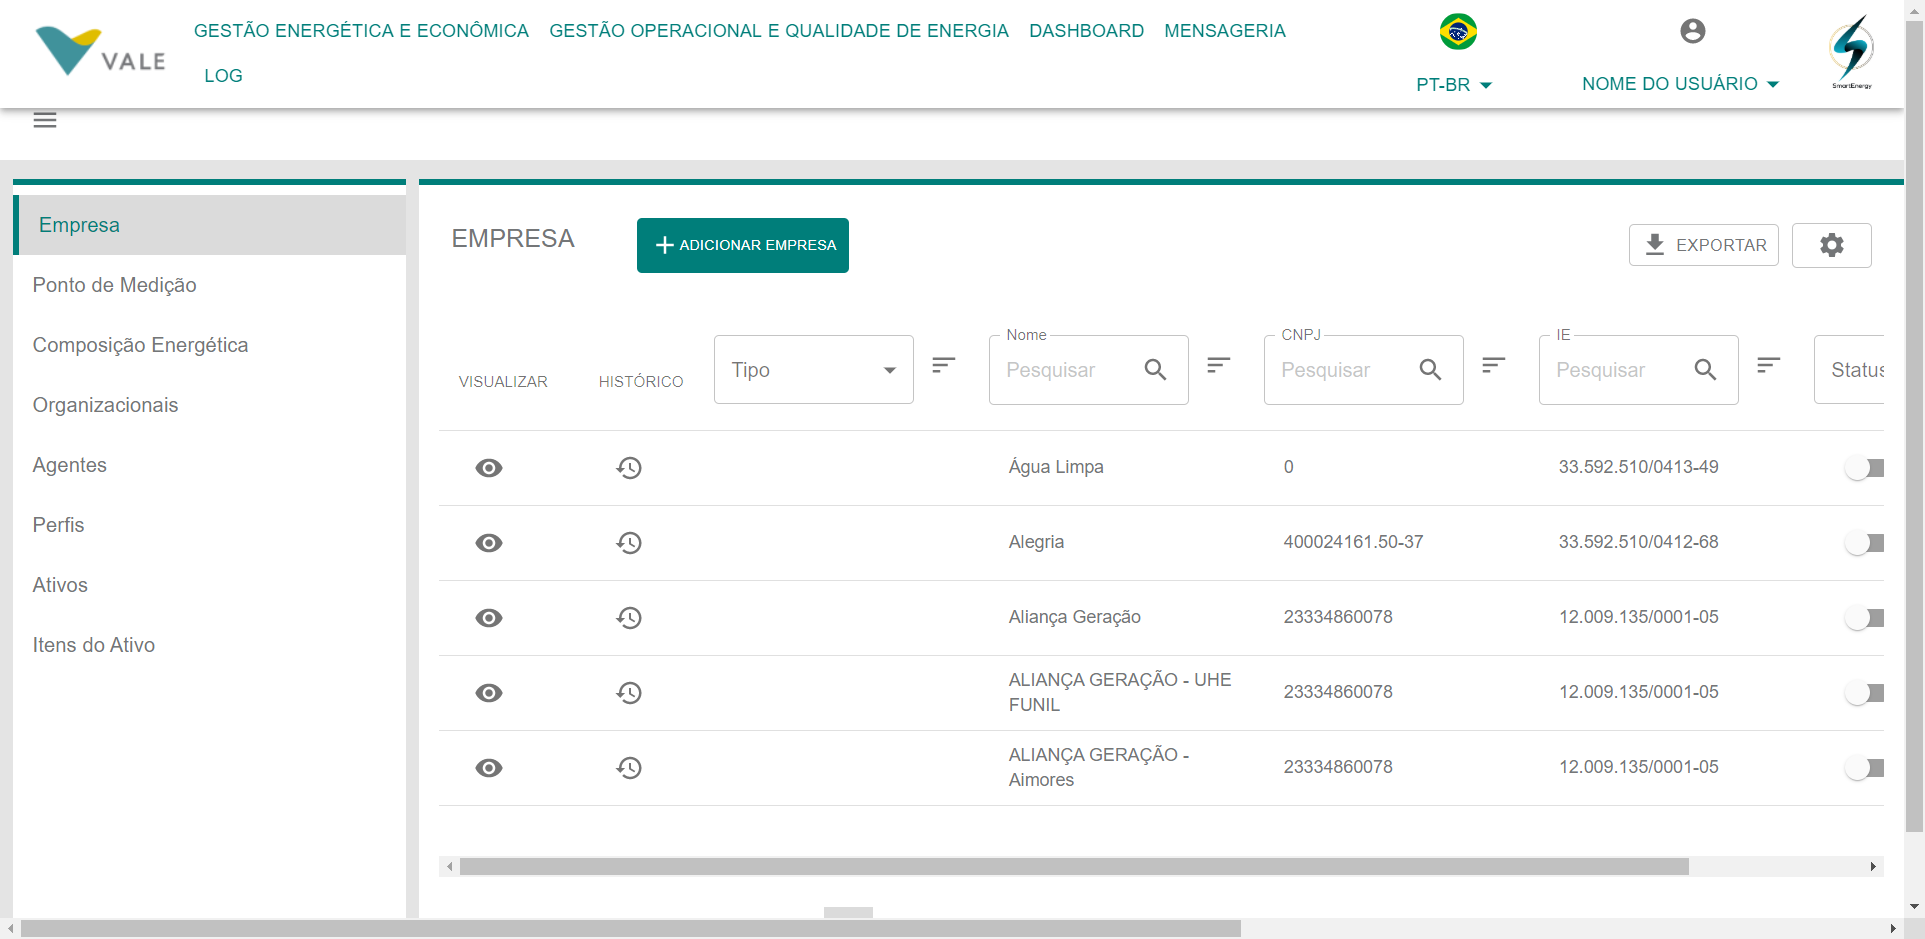 VALE
GESTÃO ENERGÉTICA E ECONÔMICA GESTÃO OPERACIONAL E QUALIDADE DE ENERGIA DASHBOARD MENSAGERIA
LOG
PT-BR
NOME DO USUÁRIO
SmartEnergy
Empresa
Ponto de Medição
Composição Energética
Organizacionais
Agentes
Perfis
Ativos
Itens do Ativo
EMPRESA
ADICIONAR EMPRESA
EXPORTAR
VISUALIZAR HISTÓRICO Tipo Nome Pesquisar CNPJ Pesquisar IE Pesquisar Status
Água Limpa 0 33.592.510/0413-49
Alegria 400024161.50-37 33.592.510/0412-68
Aliança Geração 23334860078 12.009.135/0001-05
ALIANÇA GERAÇÃO - UHE
FUNIL 23334860078 12.009.135/0001-05
ALIANÇA GERAÇÃO -
Aimores 23334860078 12.009.135/0001-05